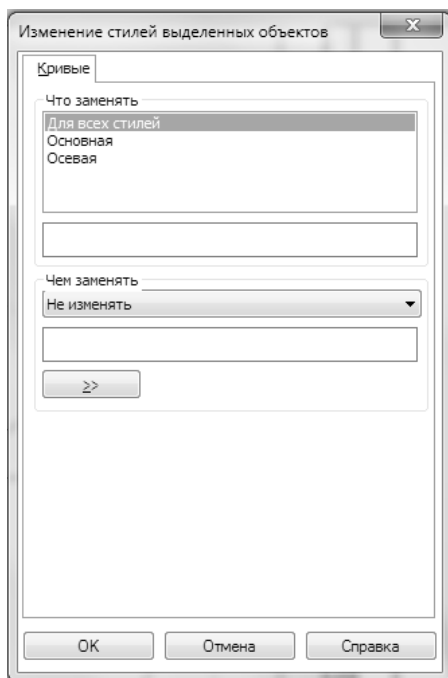 Изменение стилей выделенных объектов
Кривые
Что заменять
Для всех стилей
Основная
Осевая
Чем заменять
Не изменять
>>
OK
Отмена
Справка